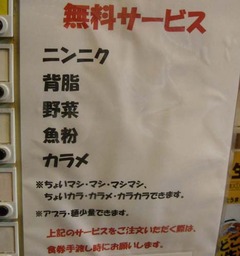 無料サービス
ニンニク
背脂
野菜
魚粉
カラメ
※ちょいマシ・マシ・マシマシ、
ちょいカラ・カラメ・カラカラできます。
※アブラ・麺少量できます。
上記のサービスをご注文いただく際は、
食券手渡し時にお願いします。